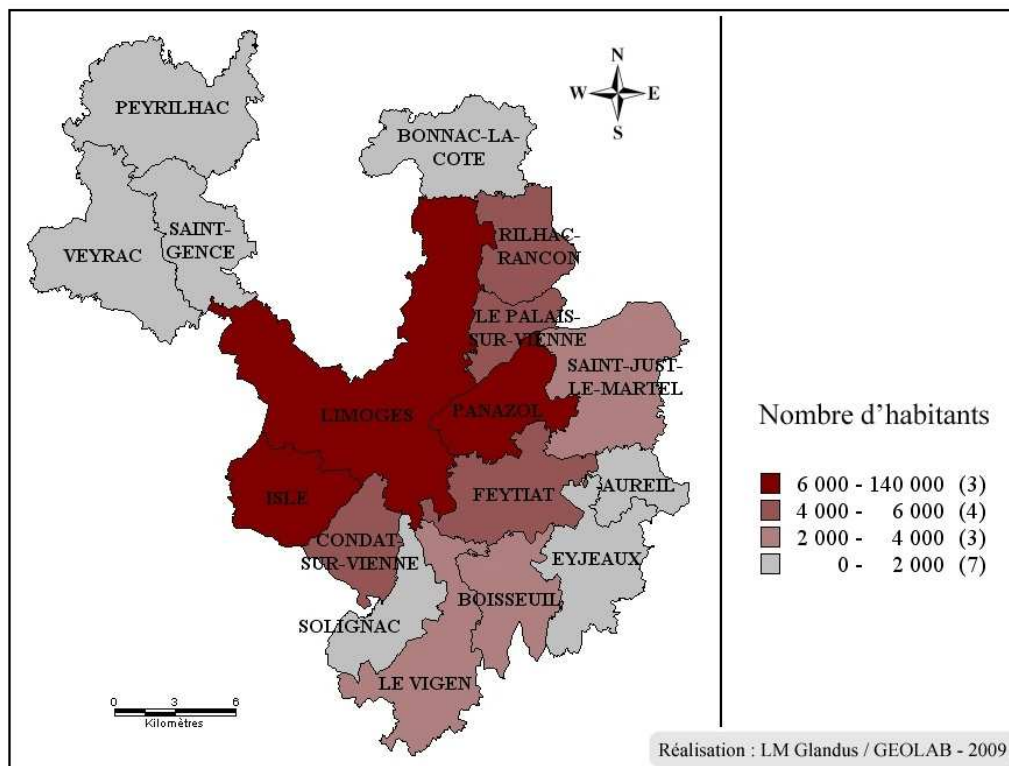 N
W E
S
PEYRILHAC
BONNAC-LA-
COTE
SAINT-
GENCE
VEYRAC
RILHAC-
RANCON
LE PALAIS-
SUR-VIENNE
SAINT-JUST-
LE-MARTEL
LIMOGES
PANAZOL
ISLE
FEYTIAT
AUREIL
CONDAT-
SUR-VIENNE
EYJEAUX
BOISSEUIL
SOLIGNAC
LE VIGEN
0 3 6
Kilomètres
Nombre d'habitants
6 000 - 140 000 (3)
4 000 - 6 000 (4)
2 000 - 4 000 (3)
0 - 2 000 (7)
Réalisation : LM Glandus / GEOLAB - 2009